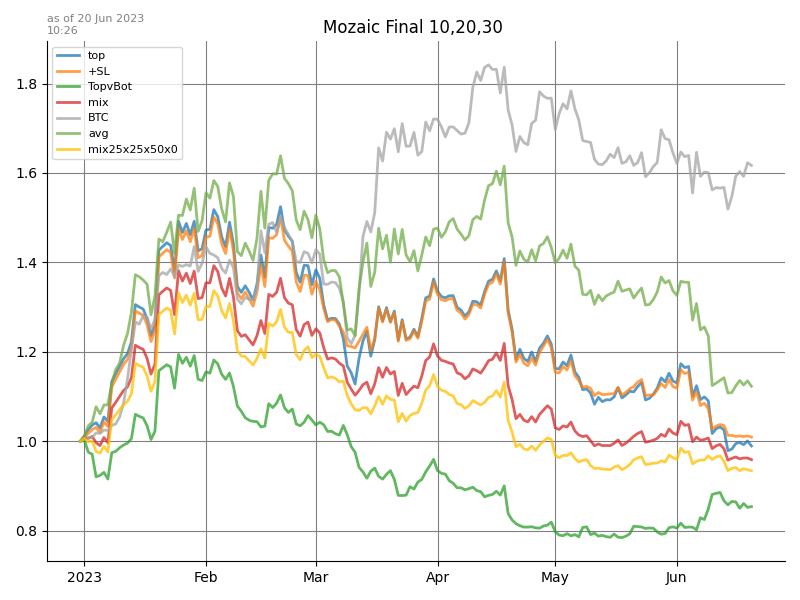 as of 20 Jun 2023
10:26
Mozaic Final 10,20,30
top
+SL
TopvBot
mix
BTC
avg
mix25x25x50x0
1.8
1.6
1.4
1.2
1.0
0.8
2023 Feb Mar Apr May Jun